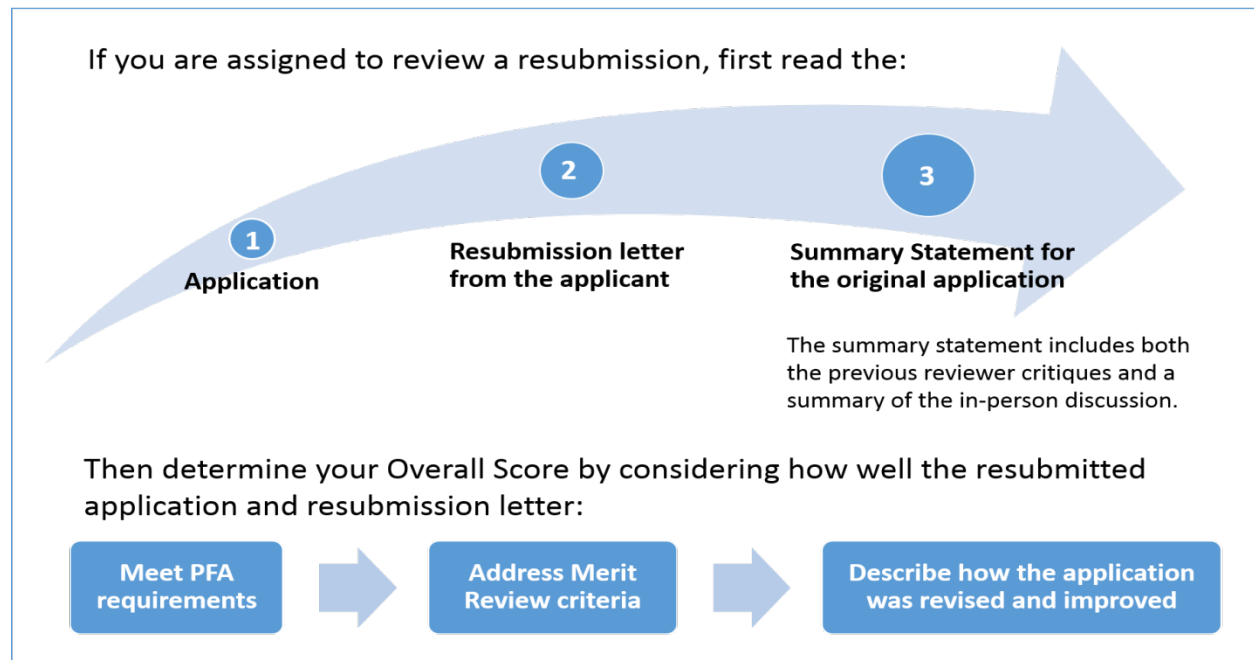 If you are assigned to review a resubmission, first read the:
1
Application
2
Resubmission letter
from the applicant
3
Summary Statement for
the original application
The summary statement includes both
the previous reviewer critiques and a
summary of the in-person discussion.
Then determine your Overall Score by considering how well the resubmitted
application and resubmission letter:
Meet PFA
requirements
Address Merit
Review criteria
Describe how the application
was revised and improved